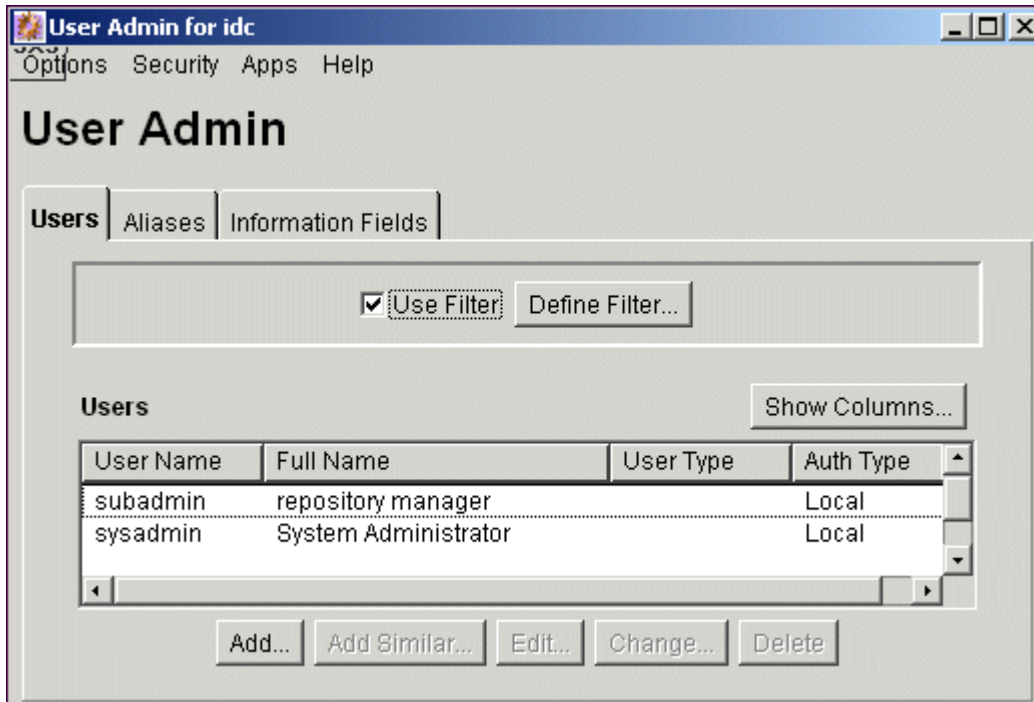 User Admin for idc
Options Security Apps Help
User Admin
Users Aliases Information Fields
Use Filter Define Filter...
Users Show Columns...
User Name Full Name User Type Auth Type
subadmin repository manager Local
sysadmin System Administrator Local
Add... Add Similar... Edit... Change... Delete